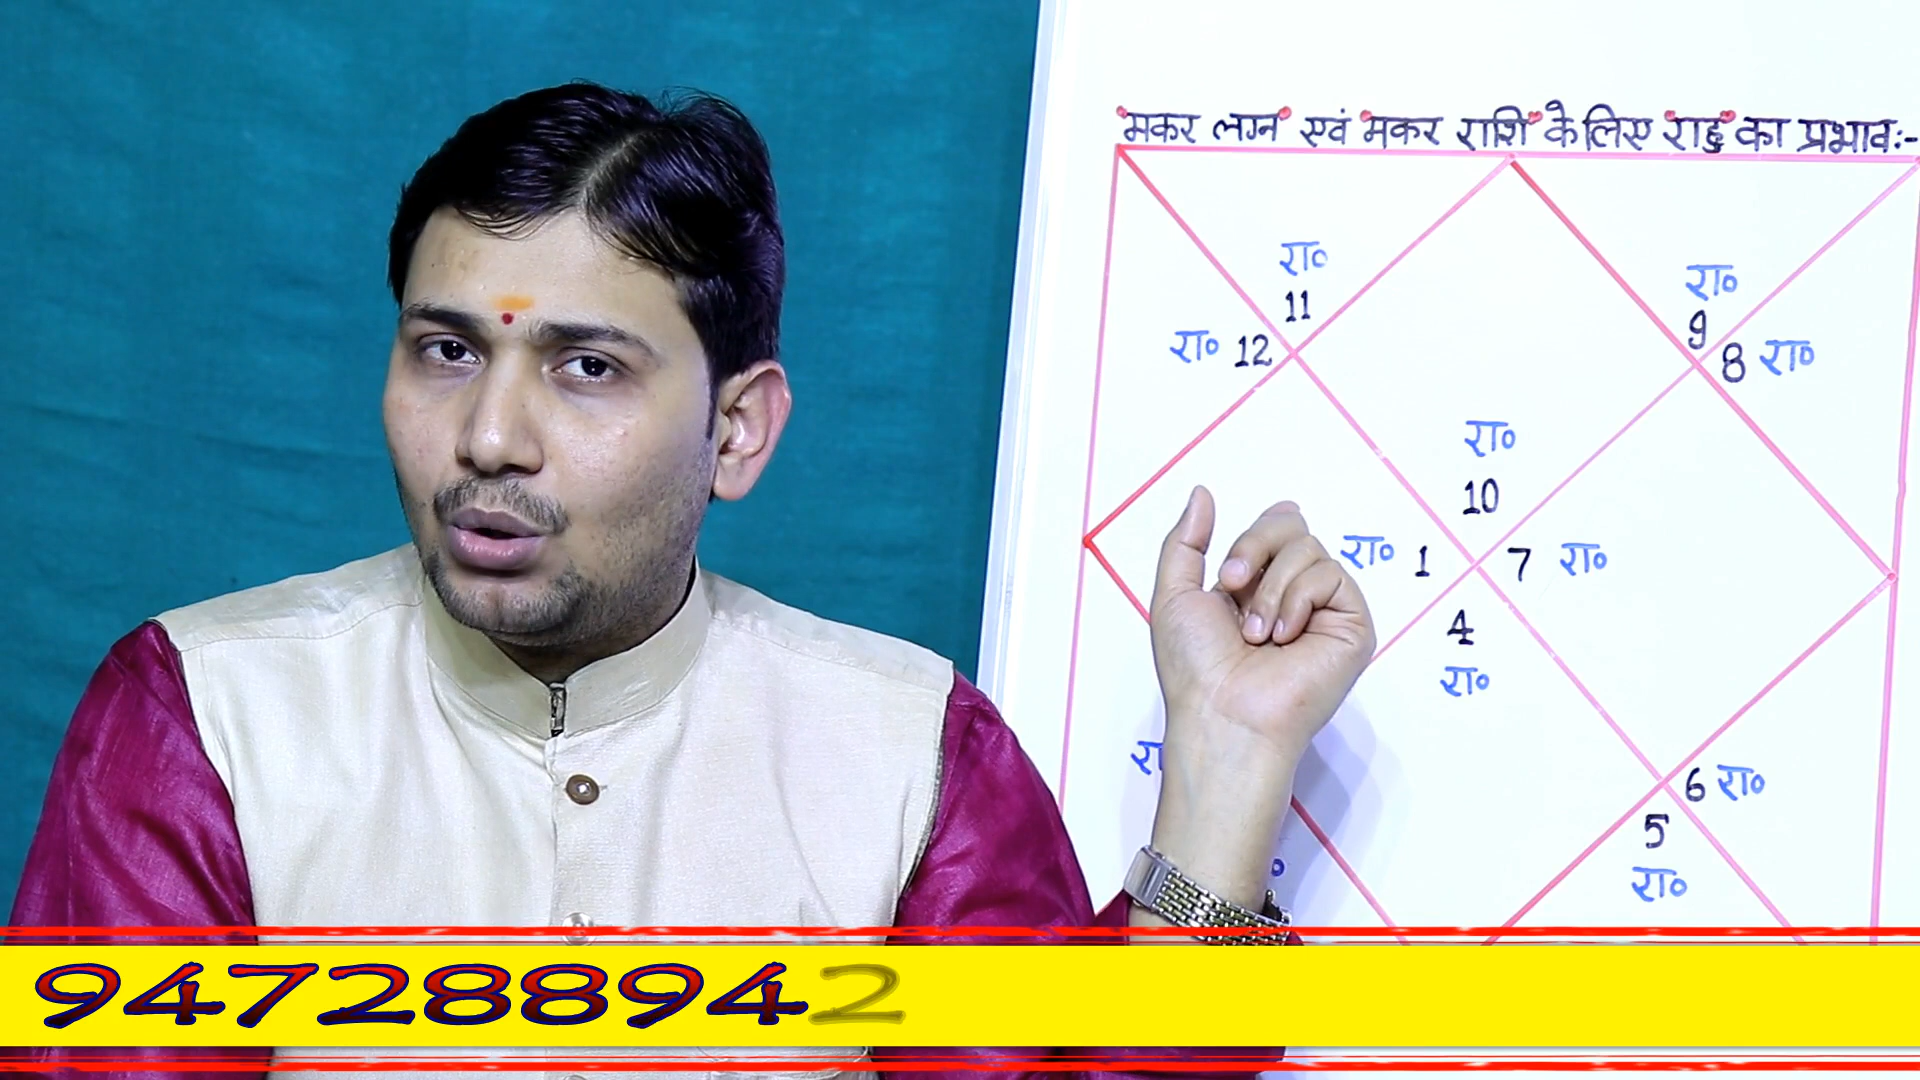 मकर लग्न एवं मकर राशि के लिए राहु का प्रभावः-
रा०
11
रा०
9
रा० 12
8 रा०
रा०
10
रा० 1
7 रा०
4
रा०
6 रा०
5
रा०
947288942